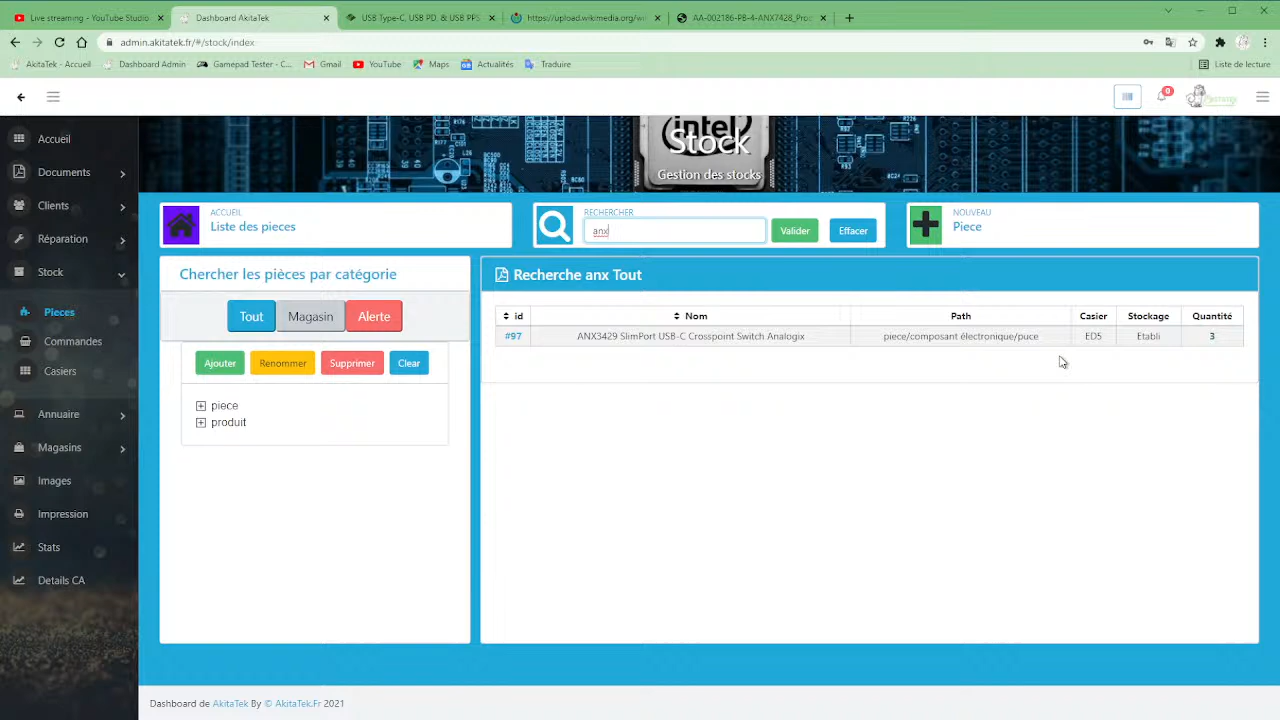 Live streaming - YouTube Studio
Dashboard AkitaTek
USB Type-C, USB PD, & USB PPS
https://upload.wikimedia.org/wi
AA-002186-PB-4-ANX7428_Pro
admin.akitatek.fr/#/stock/index
AkitaTek - Accueil
Dashboard Admin
Gamepad Tester - C...
Gmail
YouTube
Maps
Actualités
Traduire
Liste de lecture
0
Accueil
Documents
Clients
Réparation
Stock
Pieces
Commandes
Casiers
Annuaire
Magasins
Images
Impression
Stats
Details CA
intel
Stock
Gestion des stocks
ACCUEIL
Liste des pieces
RECHERCHER
anx
Valider
Effacer
NOUVEAU
Piece
Chercher les pièces par catégorie
Tout Magasin Alerte
Ajouter Renommer Supprimer Clear
piece
produit
Recherche anx Tout
id Nom Path Casier Stockage Quantité
#97 ANX3429 SlimPort USB-C Crosspoint Switch Analogix piece/composant électronique/puce ED5 Etabli 3
Dashboard de AkitaTek By © AkitaTek.Fr 2021